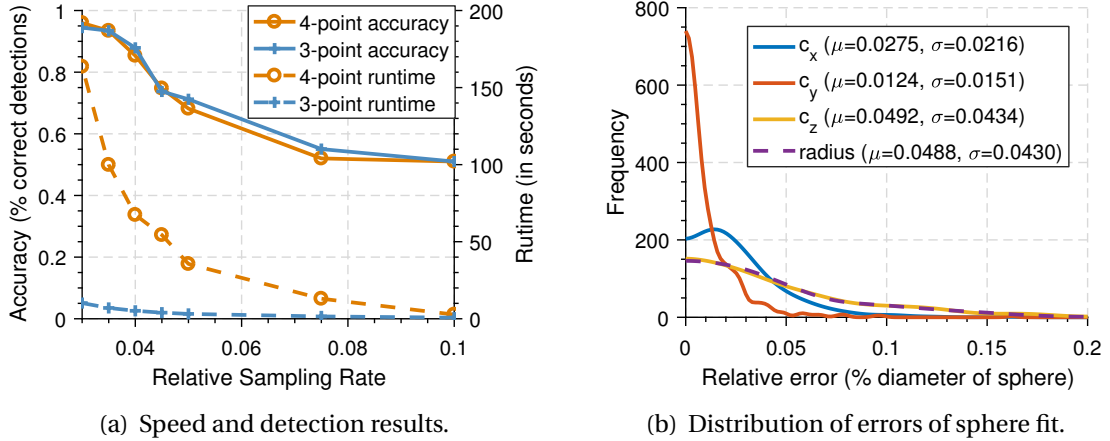 4-point accuracy
3-point accuracy
4-point runtime
3-point runtime
Accuracy (% correct detections)
1
0.8
0.6
0.4
0.2
0
200
150
100
50
0
Rutime (in seconds)
0.04
0.06
0.08
0.1
Relative Sampling Rate
(a) Speed and detection results.
c_x (μ=0.0275, σ=0.0216)
c_y (μ=0.0124, σ=0.0151)
c_z (μ=0.0492, σ=0.0434)
radius (μ=0.0488, σ=0.0430)
Frequency
800
600
400
200
0
0
0.05
0.1
0.15
0.2
Relative error (% diameter of sphere)
(b) Distribution of errors of sphere fit.